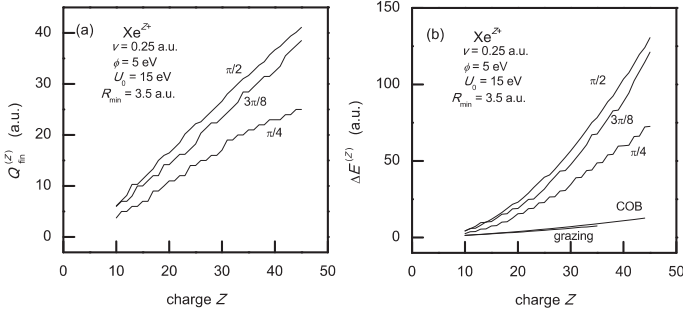 (a)
Xe^{Z+}
v = 0.25 a.u.
ϕ = 5 eV
U_0 = 15 eV
R_min = 3.5 a.u.
π/2
3π/8
π/4
40
30
20
10
0
Q_fin^(Z) (a.u.)
0 10 20 30 40 50
charge Z
(b)
Xe^{Z+}
v = 0.25 a.u.
ϕ = 5 eV
U_0 = 15 eV
R_min = 3.5 a.u.
π/2
3π/8
π/4
COB
grazing
150
100
50
0
ΔE^(Z) (a.u.)
0 10 20 30 40 50
charge Z